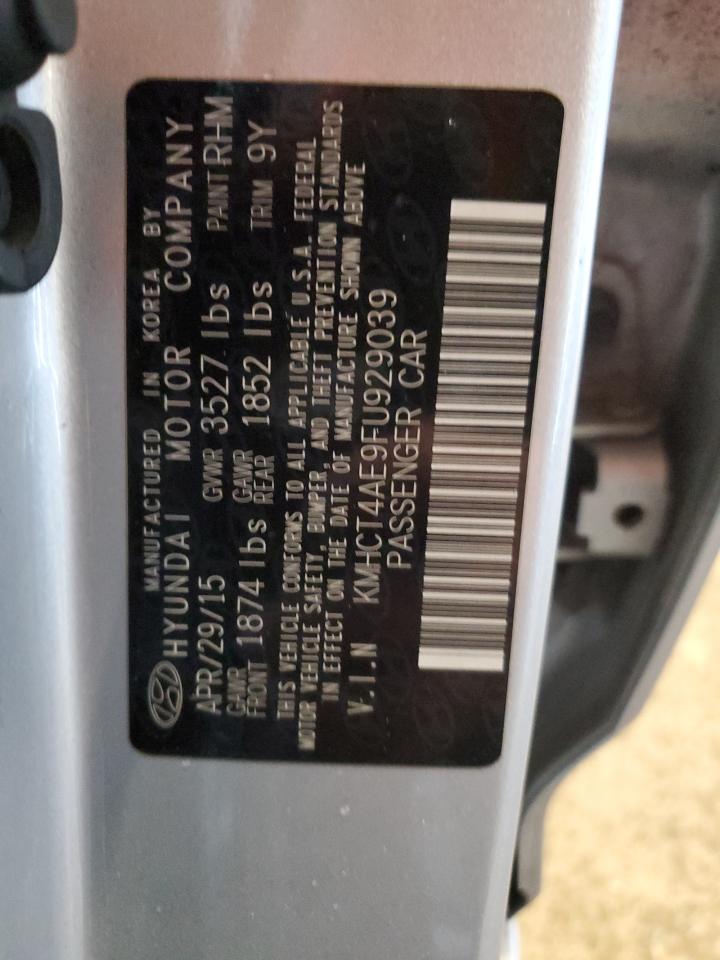 MANUFACTURED IN KOREA BY
HYUNDAI MOTOR COMPANY
APR/29/15 GVWR 3527 lbs PAINT RHM
GAWR FRONT 1874 lbs GAWR REAR 1852 lbs TRIM 9Y
THIS VEHICLE CONFORMS TO ALL APPLICABLE U.S.A. FEDERAL
MOTOR VEHICLE SAFETY, BUMPER, AND THEFT PREVENTION STANDARDS
IN EFFECT ON THE DATE OF MANUFACTURE SHOWN ABOVE
V.I.N KMHCT4AE9FU929039
PASSENGER CAR